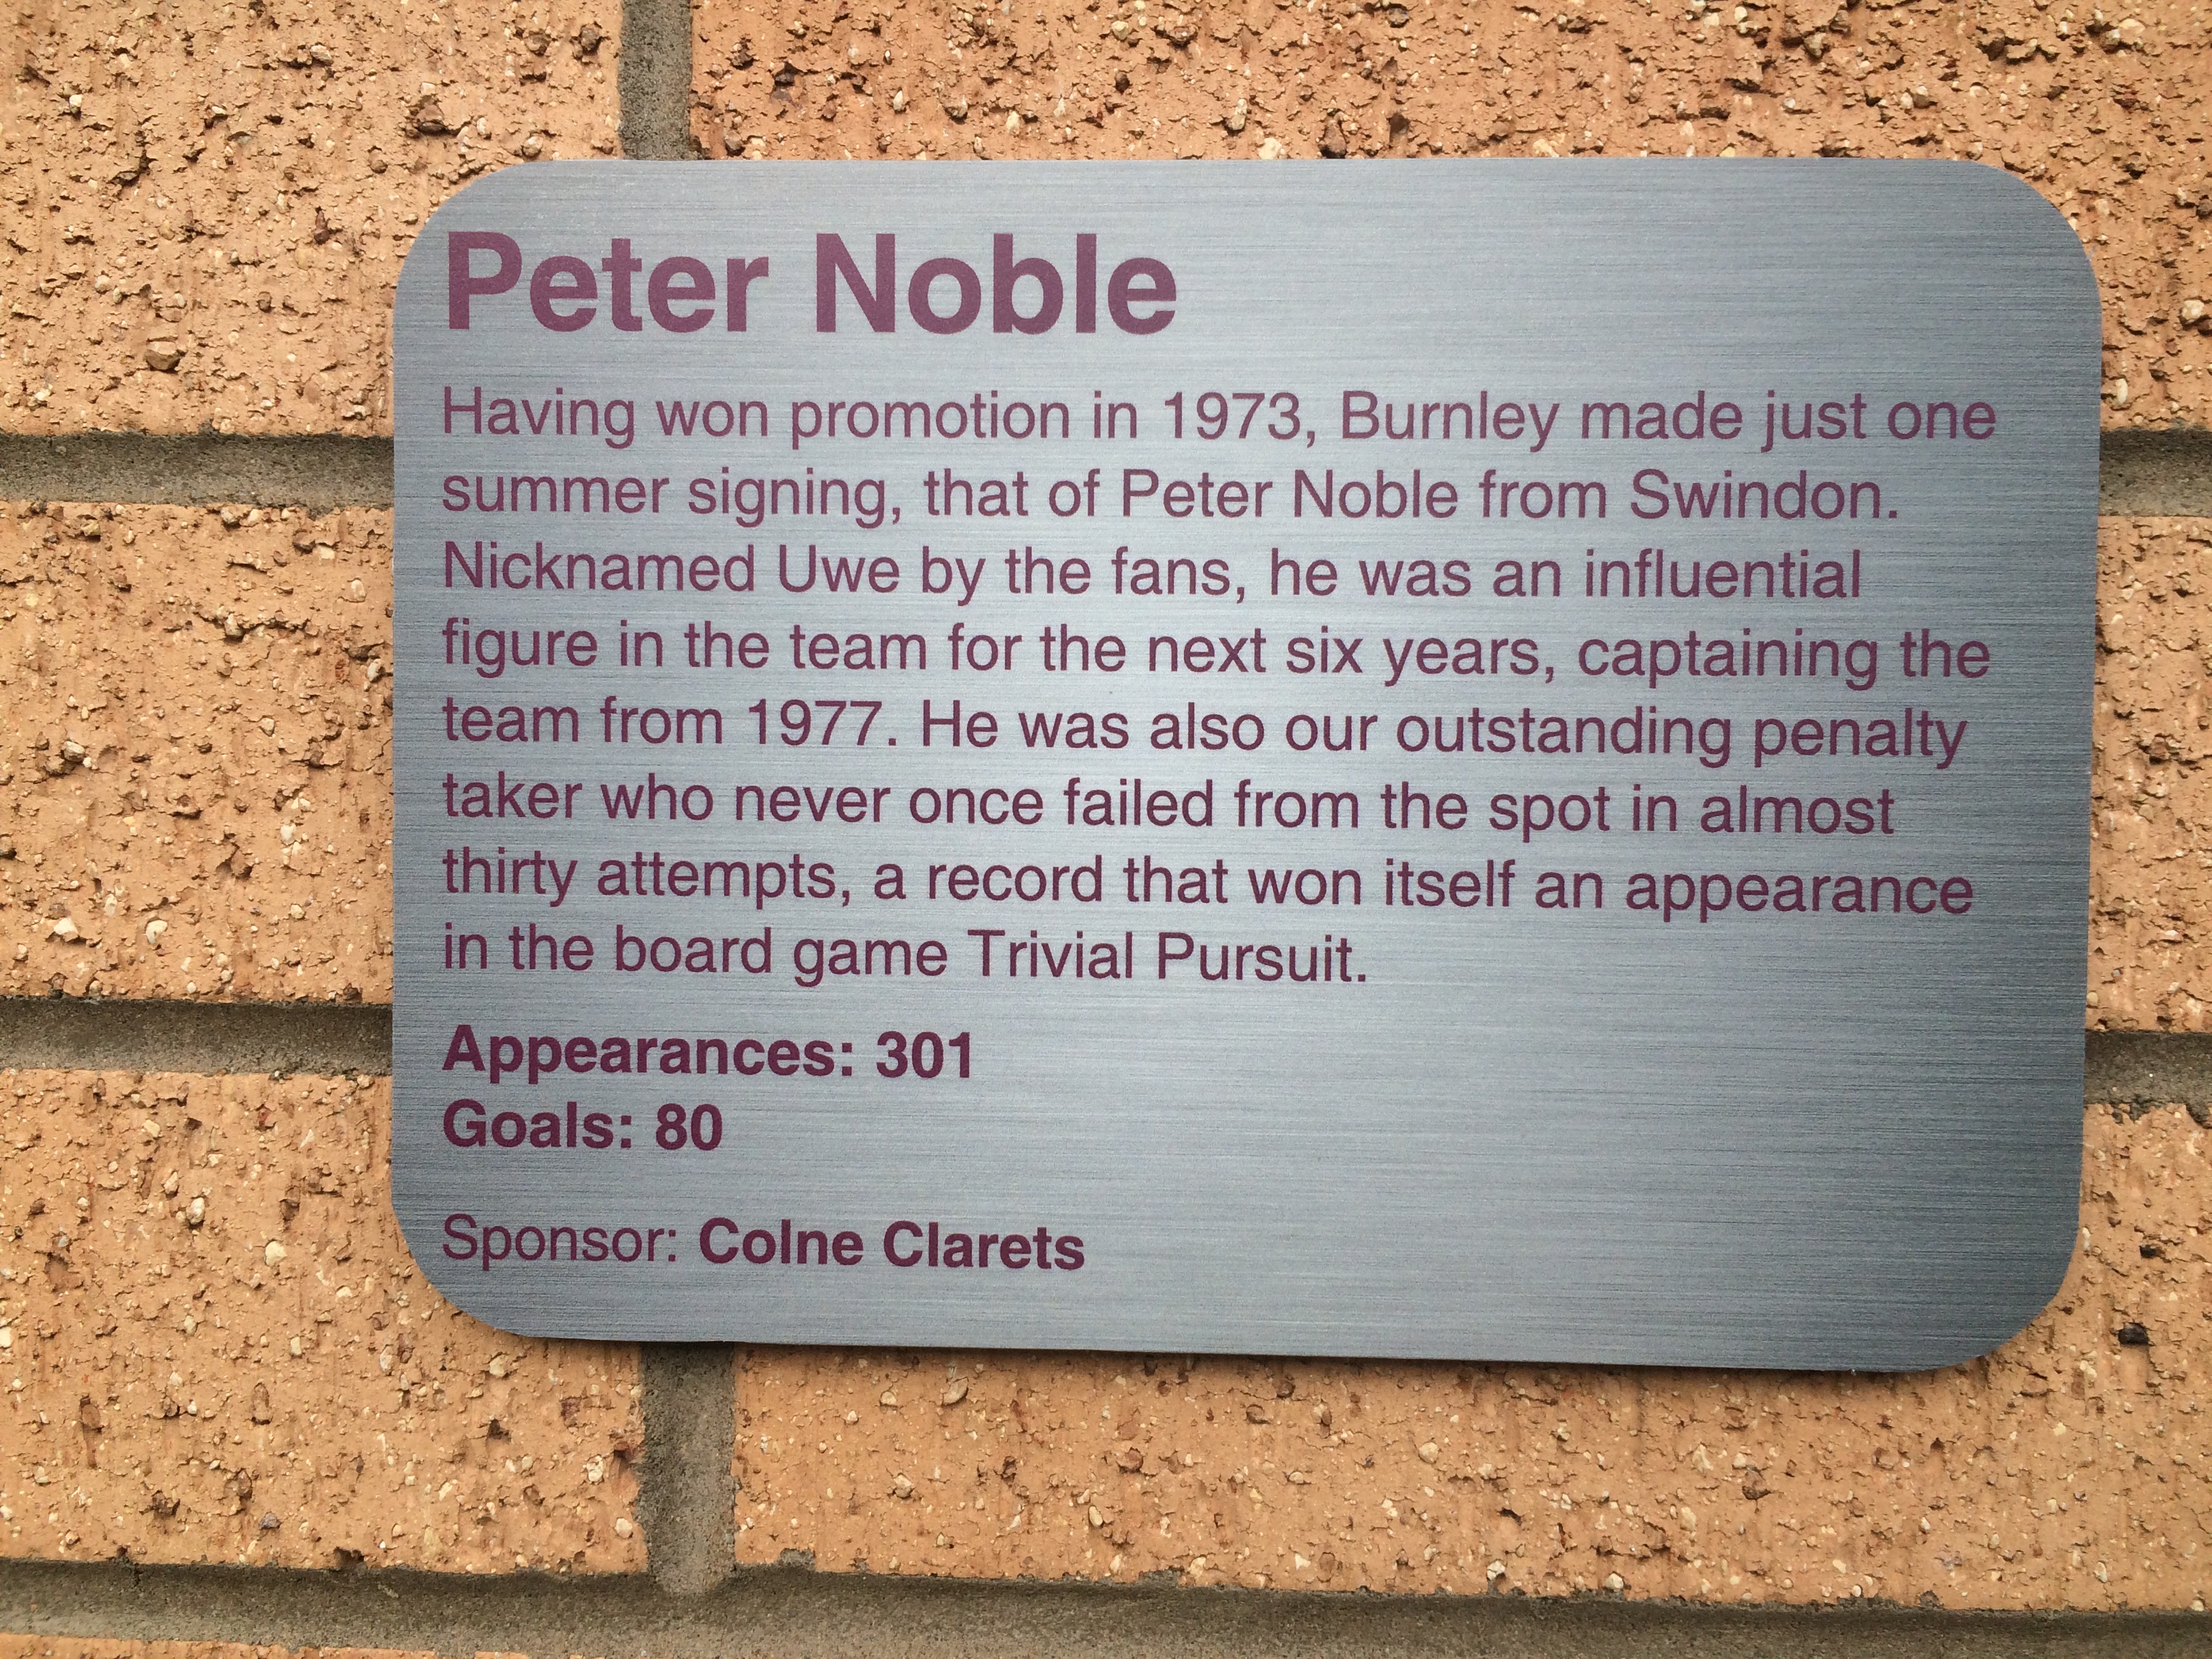 Peter Noble
Having won promotion in 1973, Burnley made just one
summer signing, that of Peter Noble from Swindon.
Nicknamed Uwe by the fans, he was an influential
figure in the team for the next six years, captaining the
team from 1977. He was also our outstanding penalty
taker who never once failed from the spot in almost
thirty attempts, a record that won itself an appearance
in the board game Trivial Pursuit.
Appearances: 301
Goals: 80
Sponsor: Colne Clarets